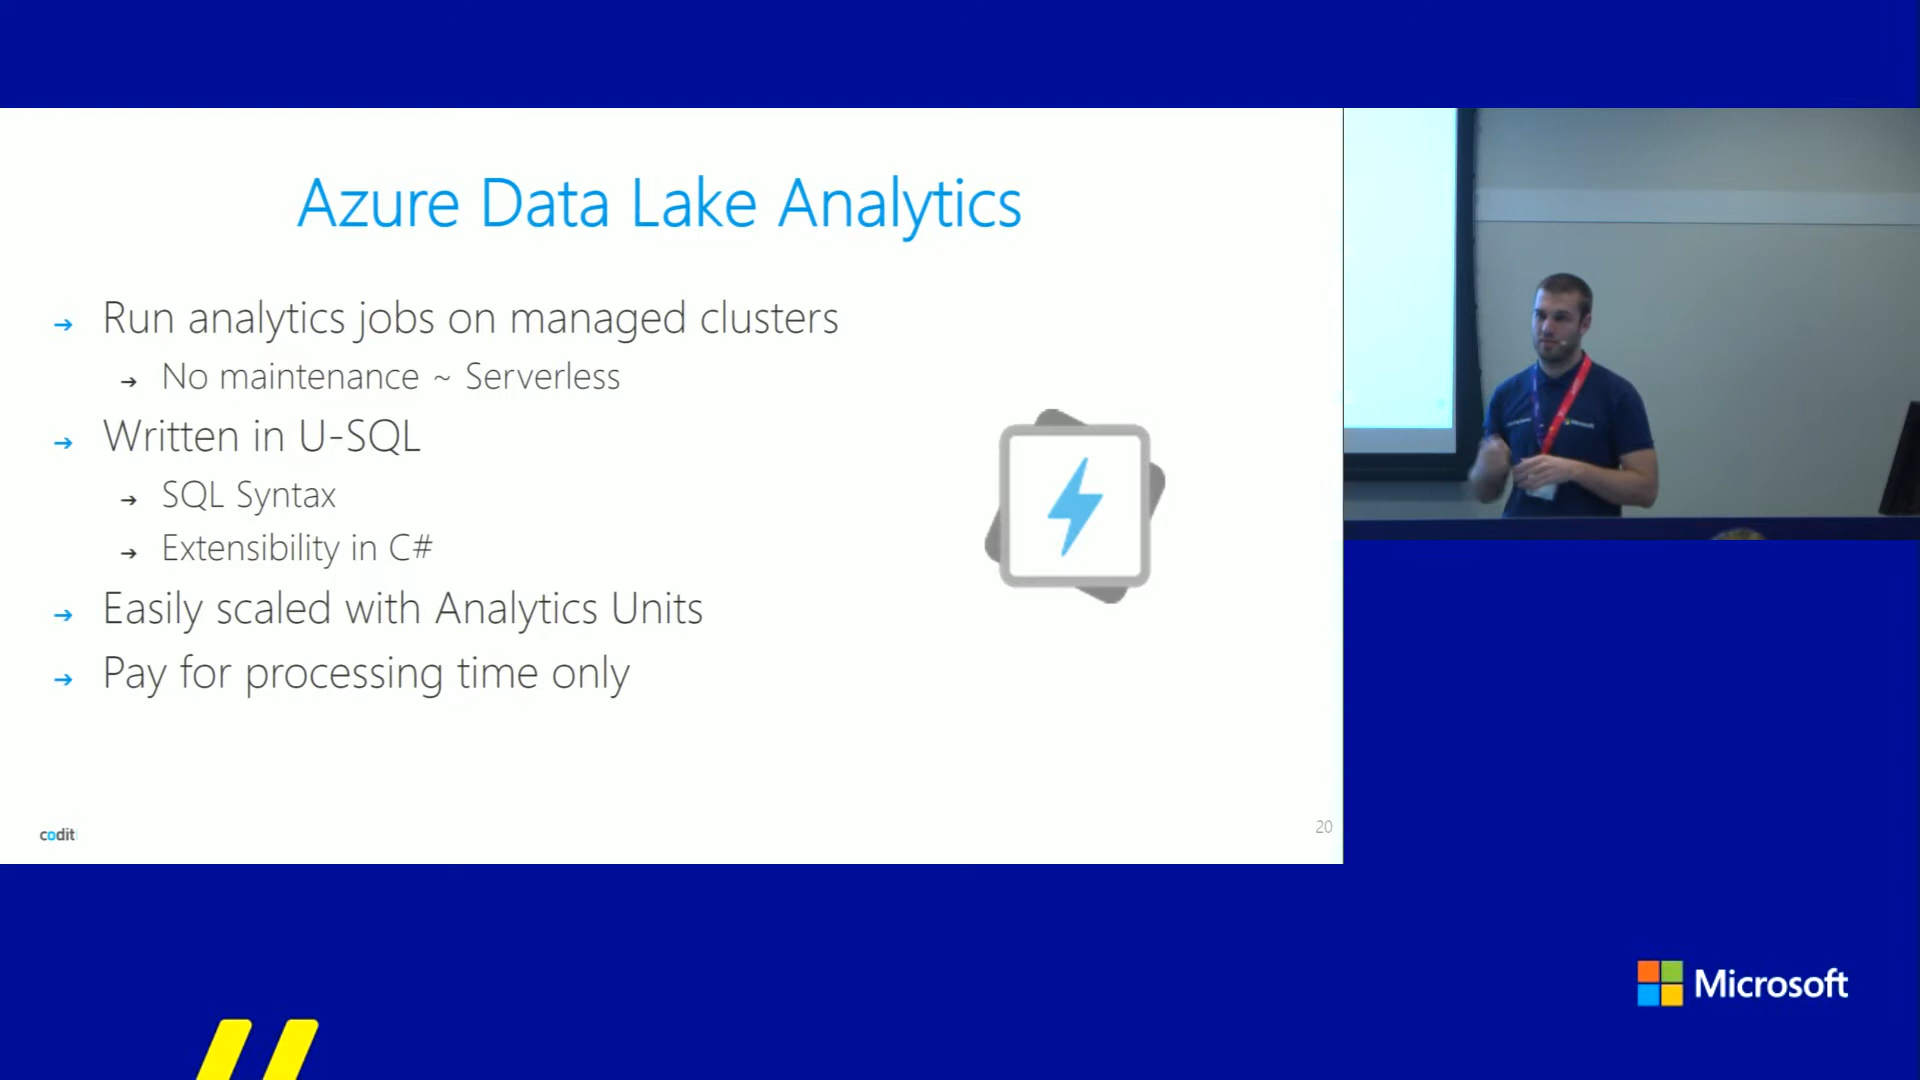 Azure Data Lake Analytics
→ Run analytics jobs on managed clusters
→ No maintenance ~ Serverless
→ Written in U-SQL
→ SQL Syntax
→ Extensibility in C#
→ Easily scaled with Analytics Units
→ Pay for processing time only
codit
20
Microsoft